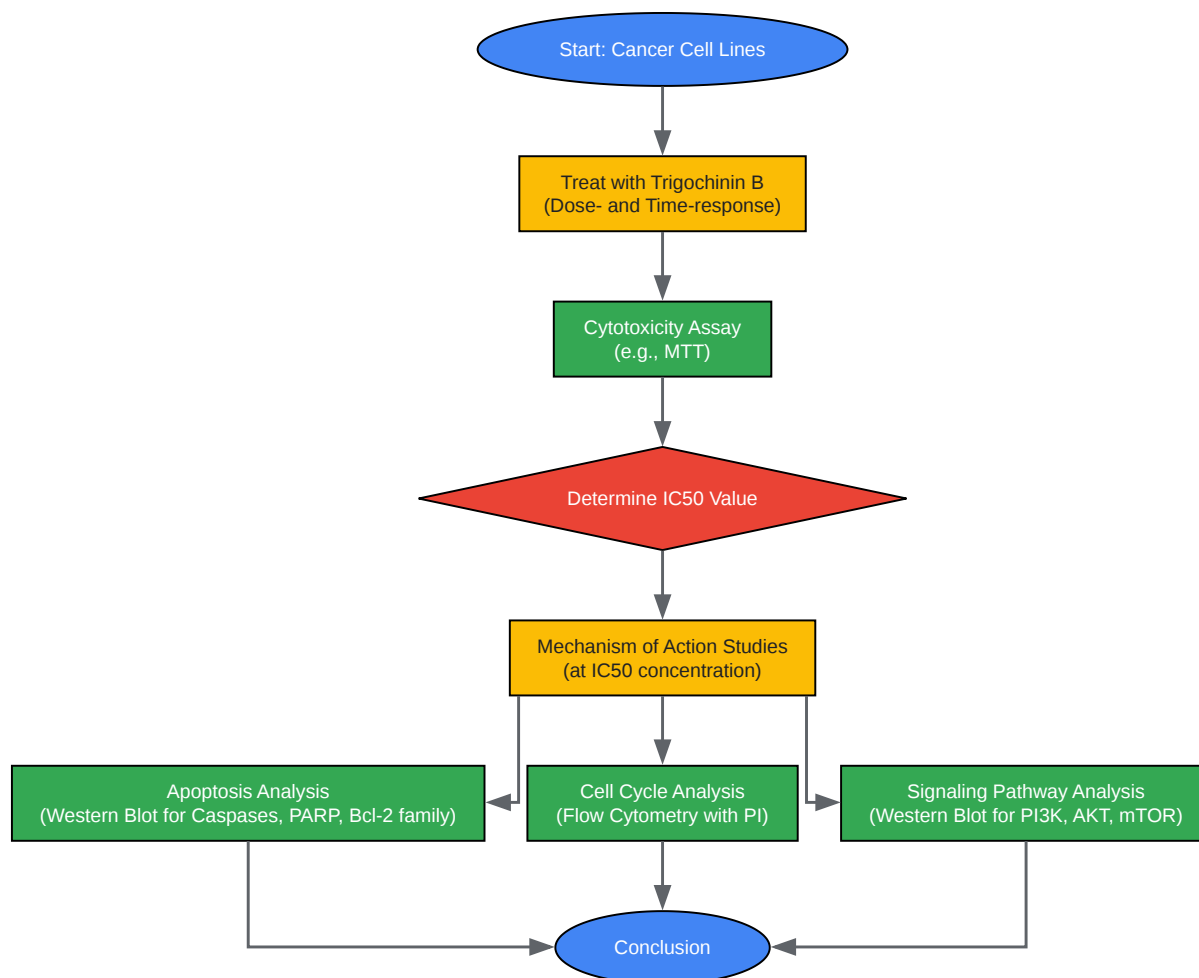 Start: Cancer Cell Lines
Treat with Trigochinin B
(Dose- and Time-response)
Cytotoxicity Assay
(e.g., MTT)
Determine IC50 Value
Mechanism of Action Studies
(at IC50 concentration)
Apoptosis Analysis
(Western Blot for Caspases, PARP, Bcl-2 family)
Cell Cycle Analysis
(Flow Cytometry with PI)
Signaling Pathway Analysis
(Western Blot for PI3K, AKT, mTOR)
Conclusion